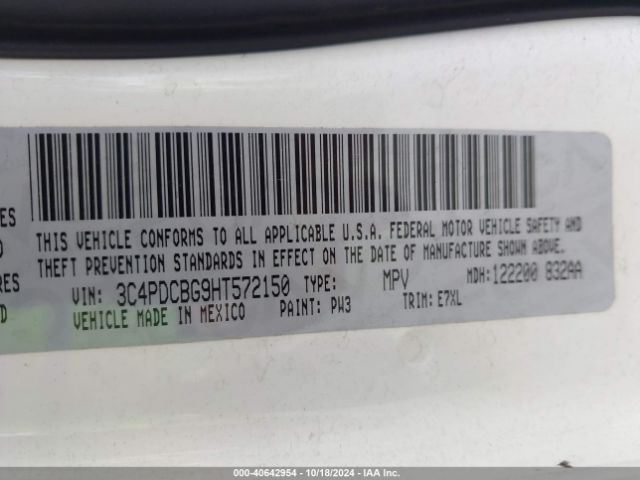 ES
THIS VEHICLE CONFORMS TO ALL APPLICABLE U.S.A. FEDERAL MOTOR VEHICLE SAFETY AND
THEFT PREVENTION STANDARDS IN EFFECT ON THE DATE OF MANUFACTURE SHOWN ABOVE.
RES
VIN: 3C4PDCBG9HT572150 TYPE: MPV MDH: 122200 832AA
D
VEHICLE MADE IN MEXICO PAINT: PW3 TRIM: E7XL
000-40642954 | 10/18/2024 | IAA Inc.